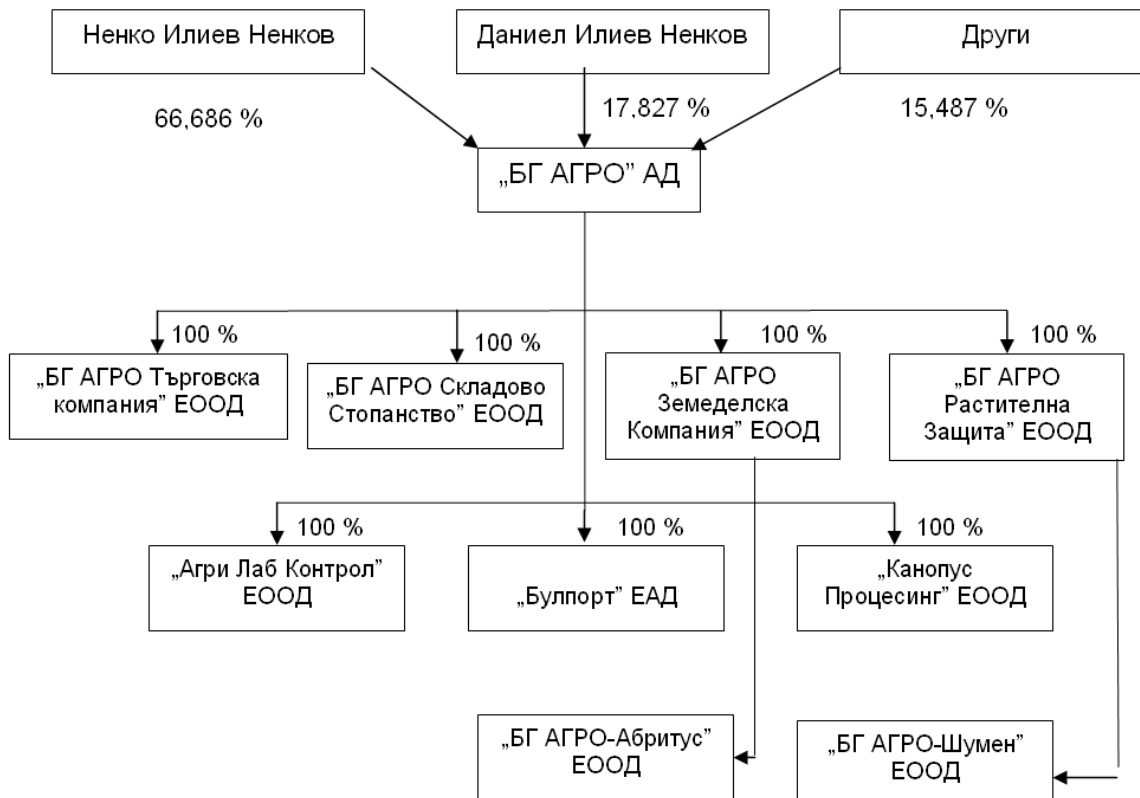 Ненко Илиев Ненков
Даниел Илиев Ненков
Други
66,686 %
17,827 %
15,487 %
„БГ АГРО” АД
100 %
100 %
100 %
100 %
„БГ АГРО Търговска
компания” ЕООД
„БГ АГРО Складово
Стопанство” ЕООД
„БГ АГРО
Земеделска
Компания” ЕООД
„БГ АГРО
Растителна
Защита” ЕООД
100 %
100 %
100 %
„Агри Лаб Контрол”
ЕООД
„Булпорт” ЕАД
„Канопус
Процесинг” ЕООД
„БГ АГРО-Абритус”
ЕООД
„БГ АГРО-Шумен”
ЕООД